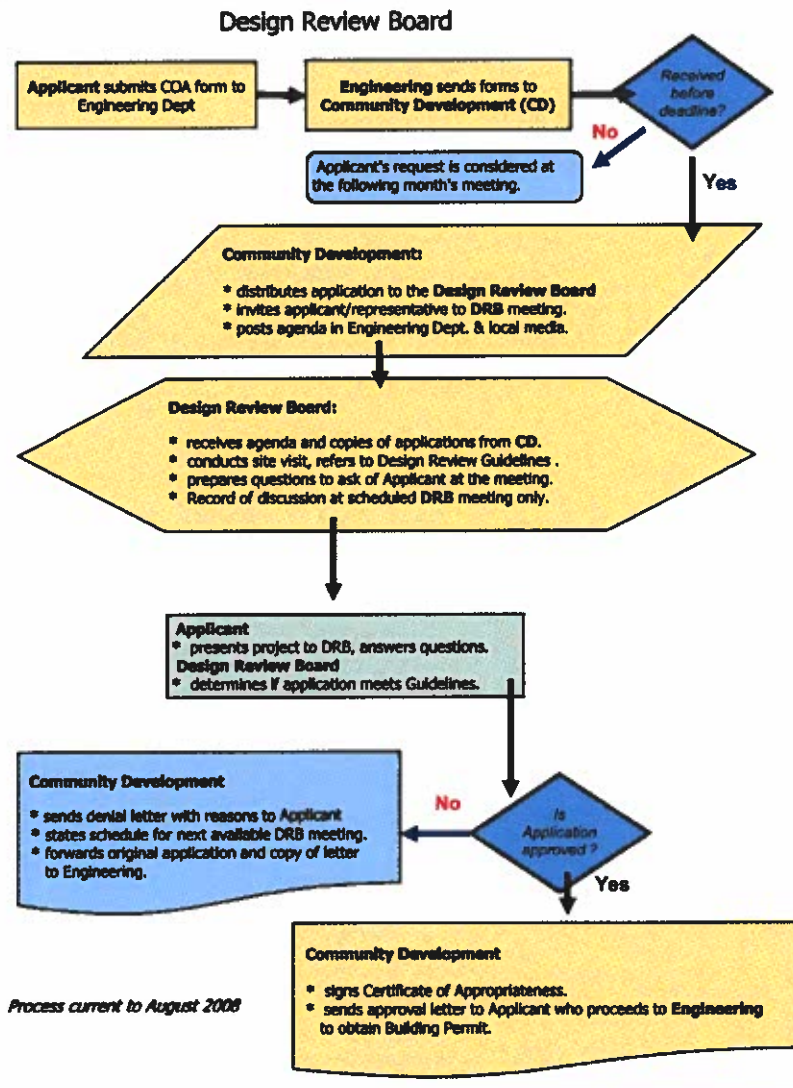 Design Review Board
Applicant submits COA form to
Engineering Dept
Engineering sends forms to
Community Development (CD)
Received
before
deadline?
No
Applicant's request is considered at
the following month's meeting.
Yes
Community Development:
* distributes application to the Design Review Board
* invites applicant/representative to DRB meeting.
* posts agenda in Engineering Dept. & local media.
Design Review Board:
* receives agenda and copies of applications from CD.
* conducts site visit, refers to Design Review Guidelines .
* prepares questions to ask of Applicant at the meeting.
* Record of discussion at scheduled DRB meeting only.
Applicant
* presents project to DRB, answers questions.
Design Review Board
* determines if application meets Guidelines.
Community Development
* sends denial letter with reasons to Applicant
* states schedule for next available DRB meeting.
* forwards original application and copy of letter
to Engineering.
No
Is
Application
approved ?
Yes
Community Development
* signs Certificate of Appropriateness.
* sends approval letter to Applicant who proceeds to Engineering
to obtain Building Permit.
Process current to August 2008